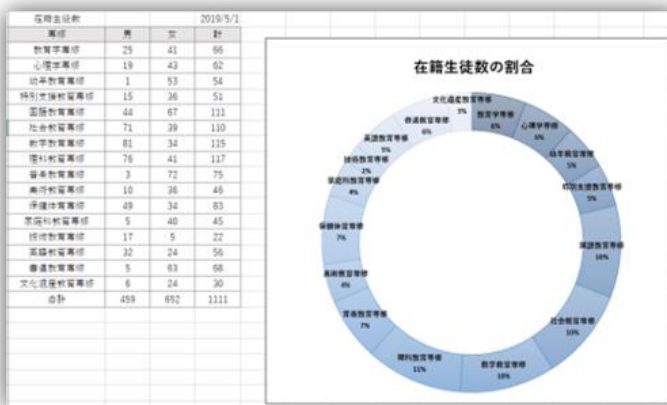 在籍生徒数 2019/5/1
専修 男 女 計
教育学専修 25 41 66
心理学専修 19 43 62
幼年教育専修 1 53 54
特別支援教育専修 15 36 51
国語教育専修 44 67 111
社会教育専修 71 39 110
数学教育専修 81 34 115
理科教育専修 76 41 117
音楽教育専修 3 72 75
美術教育専修 10 36 46
保健体育専修 49 34 83
家庭科教育専修 5 40 45
技術教育専修 17 5 22
英語教育専修 32 24 56
書道教育専修 5 63 68
文化遺産教育専修 6 24 30
合計 459 652 1111
在籍生徒数の割合
教育学専修
6%
心理学専修
6%
幼年教育専修
5%
特別支援教育専修
5%
国語教育専修
10%
社会教育専修
10%
数学教育専修
10%
理科教育専修
11%
音楽教育専修
7%
美術教育専修
4%
保健体育専修
7%
家庭科教育専修
4%
技術教育専修
2%
英語教育専修
5%
書道教育専修
6%
文化遺産教育専修
3%